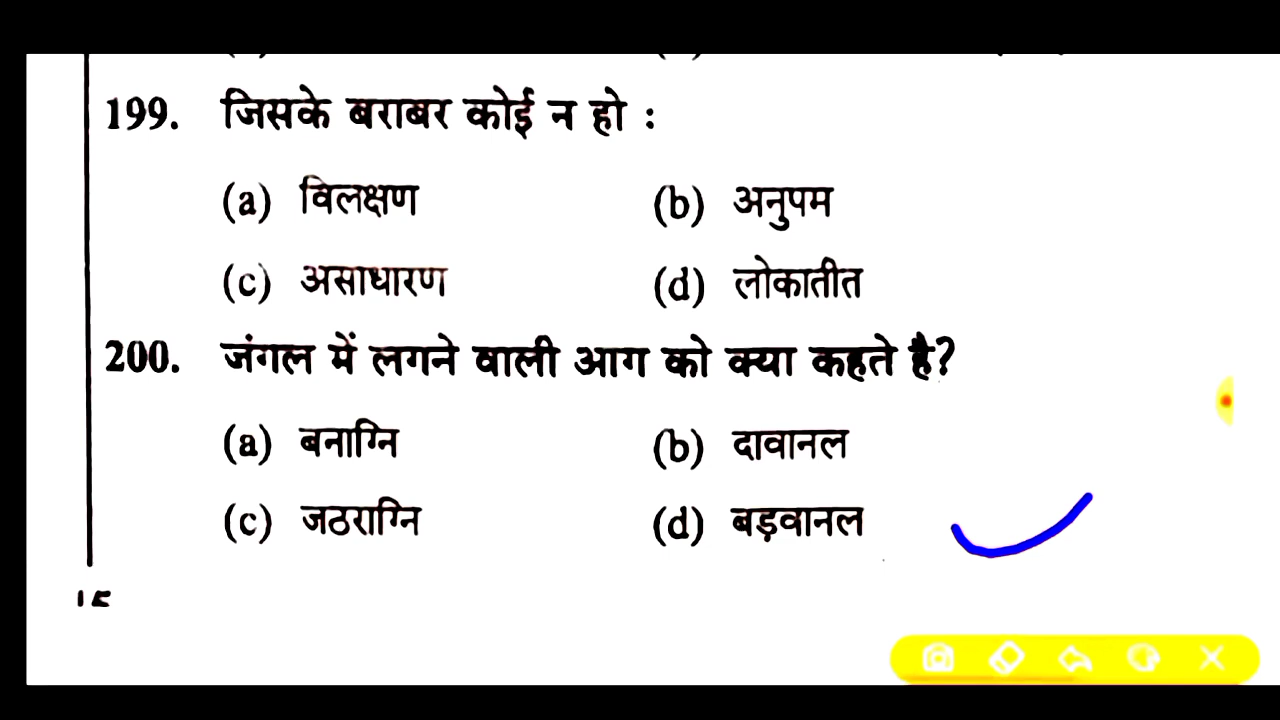 199. जिसके बराबर कोई न हो :
(a) विलक्षण (b) अनुपम
(c) असाधारण (d) लोकातीत
200. जंगल में लगने वाली आग को क्या कहते है?
(a) बनाग्नि (b) दावानल
(c) जठराग्नि (d) बड़वानल